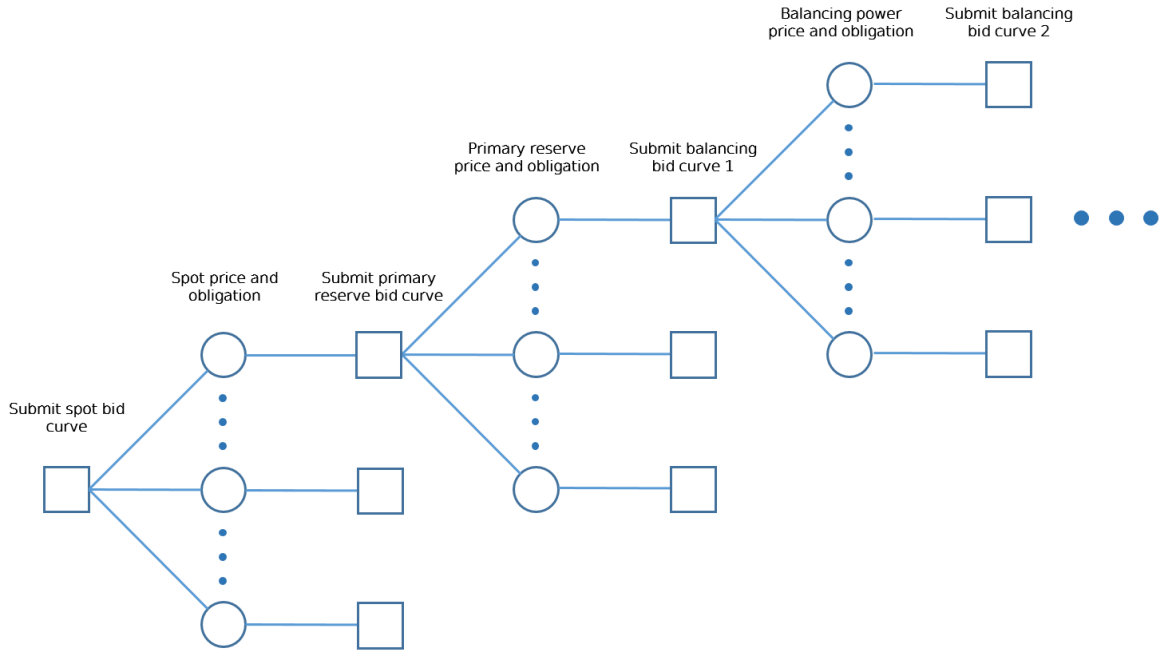 Balancing power
price and obligation
Submit balancing
bid curve 2
Primary reserve
price and obligation
Submit balancing
bid curve 1
Spot price and
obligation
Submit primary
reserve bid curve
Submit spot bid
curve